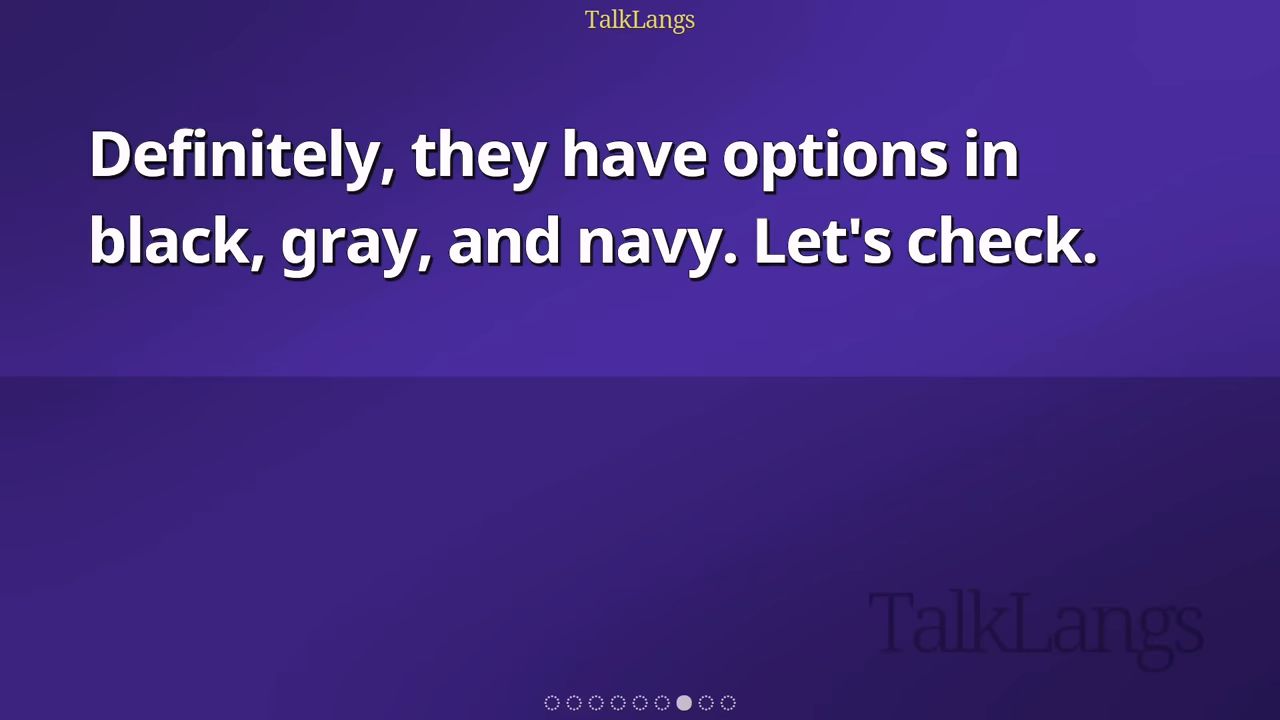 TalkLangs
Definitely, they have options in
black, gray, and navy. Let's check.
TalkLangs